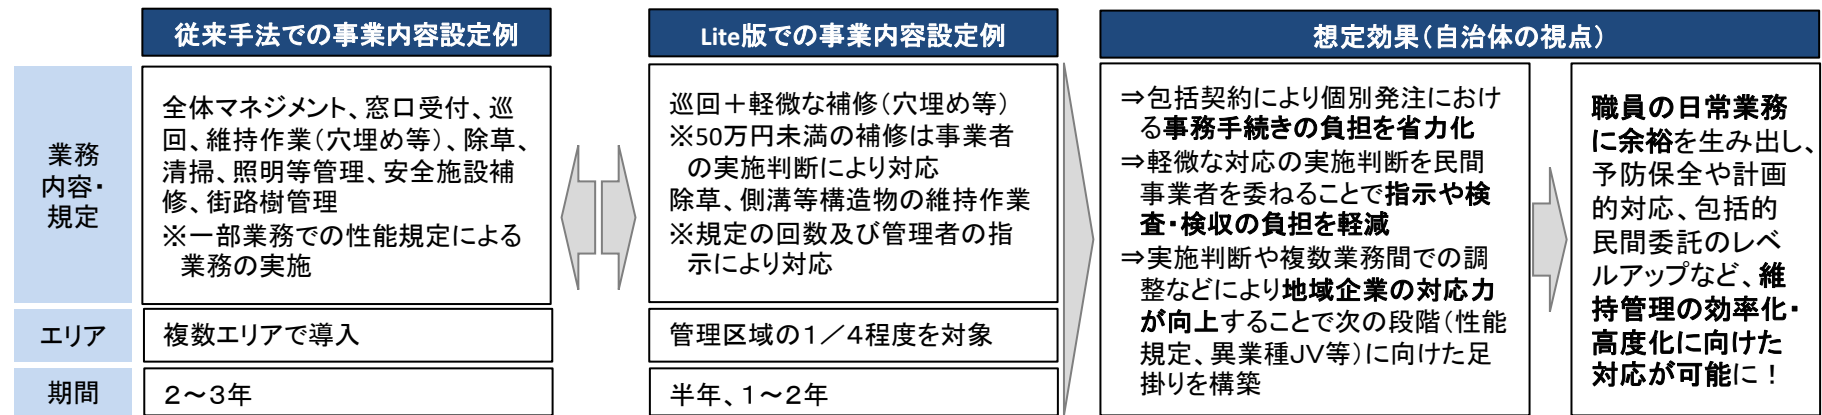 従来手法での事業内容設定例
Lite版での事業内容設定例
想定効果(自治体の視点)
業務
内容・
規定
全体マネジメント、窓口受付、巡
回、維持作業(穴埋め等)、除草、
清掃、照明等管理、安全施設補
修、街路樹管理
※一部業務での性能規定による
業務の実施
巡回+軽微な補修(穴埋め等)
※50万円未満の補修は事業者
の実施判断により対応
除草、側溝等構造物の維持作業
※規定の回数及び管理者の指
示により対応
⇒包括契約により個別発注におけ
る事務手続きの負担を省力化
⇒軽微な対応の実施判断を民間
事業者を委ねることで指示や検
査・検収の負担を軽減
⇒実施判断や複数業務間での調
整などにより地域企業の対応力
が向上することで次の段階(性能
規定、異業種JV等)に向けた足
掛りを構築
職員の日常業務
に余裕を生み出し、
予防保全や計画
的対応、包括的
民間委託のレベ
ルアップなど、維
持管理の効率化・
高度化に向けた
対応が可能に!
エリア
複数エリアで導入
管理区域の1/4程度を対象
期間
2~3年
半年、1~2年